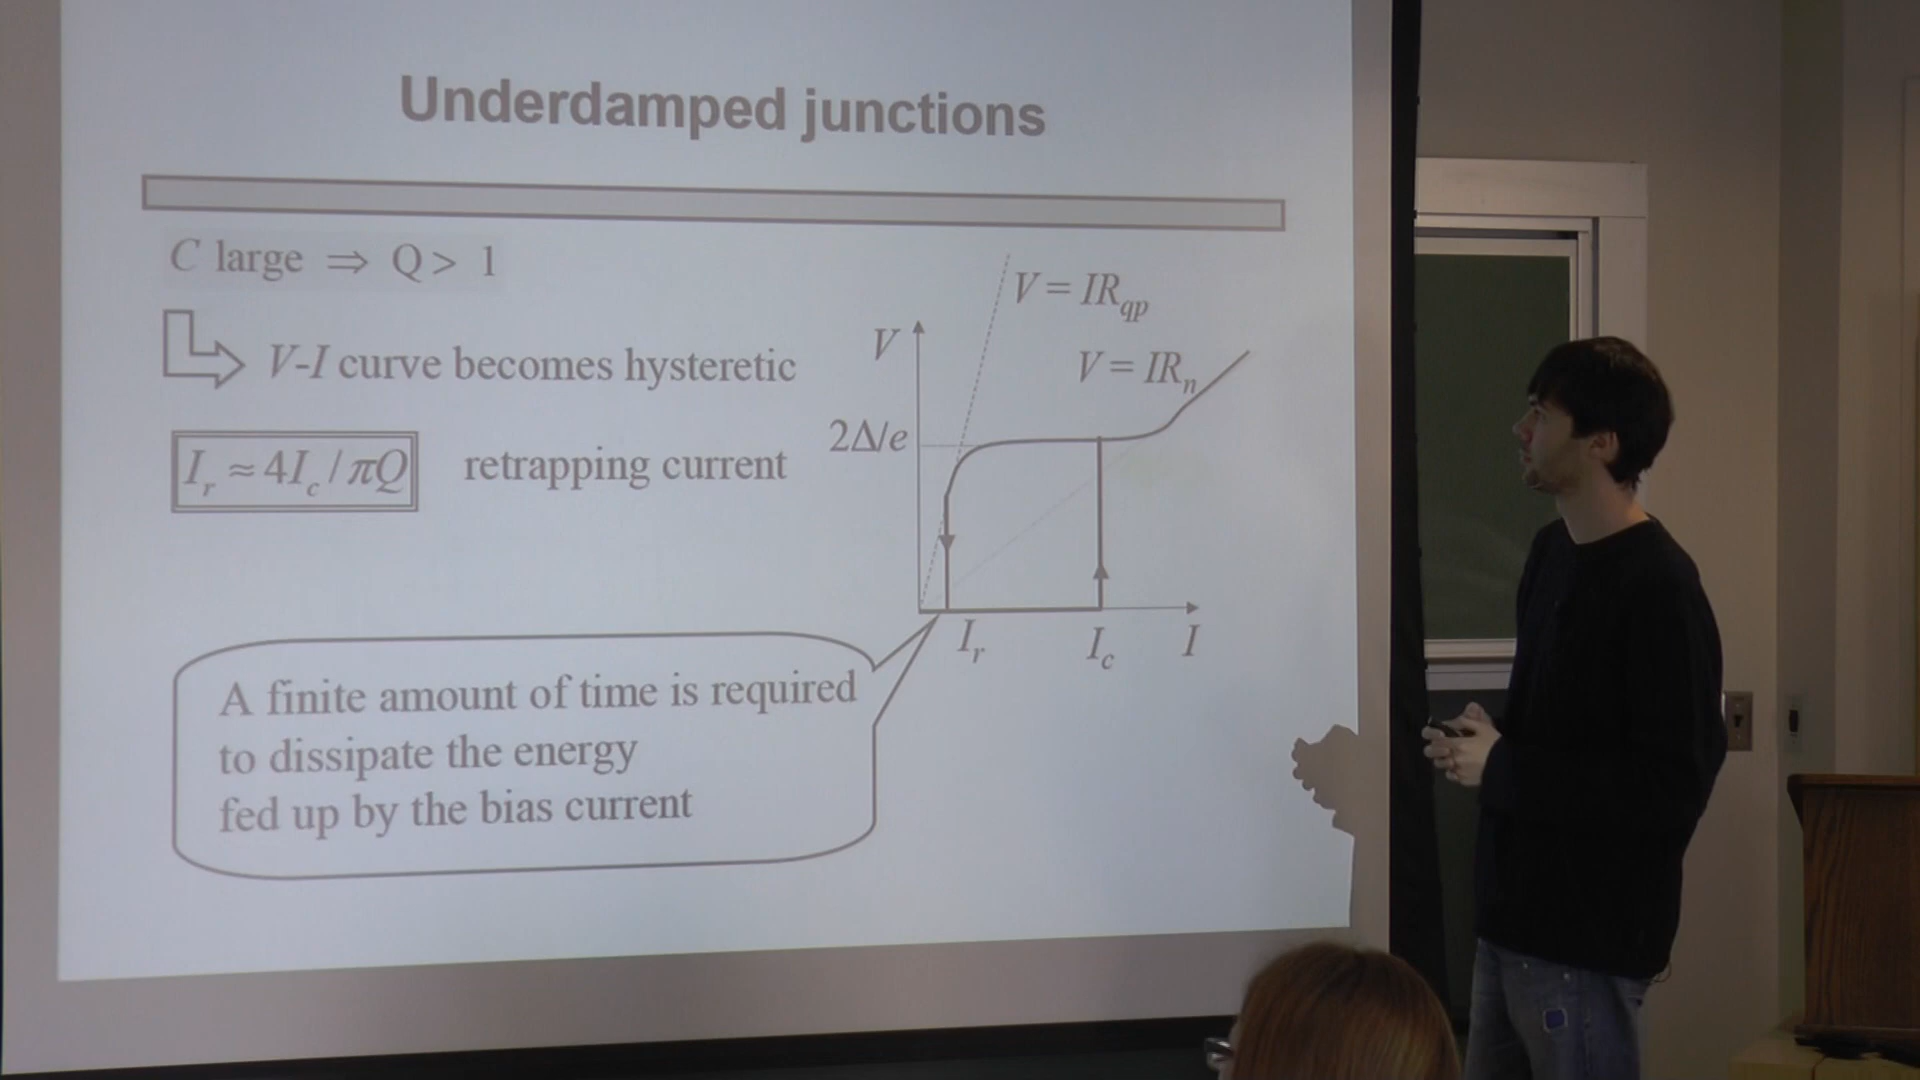 Underdamped junctions
C large ⇒ Q > 1
V-I curve becomes hysteretic
I_r ≈ 4I_c / πQ
retrapping current
V = IR_qp
V
V = IR_n
2Δ/e
I_r
I_c
I
A finite amount of time is required
to dissipate the energy
fed up by the bias current